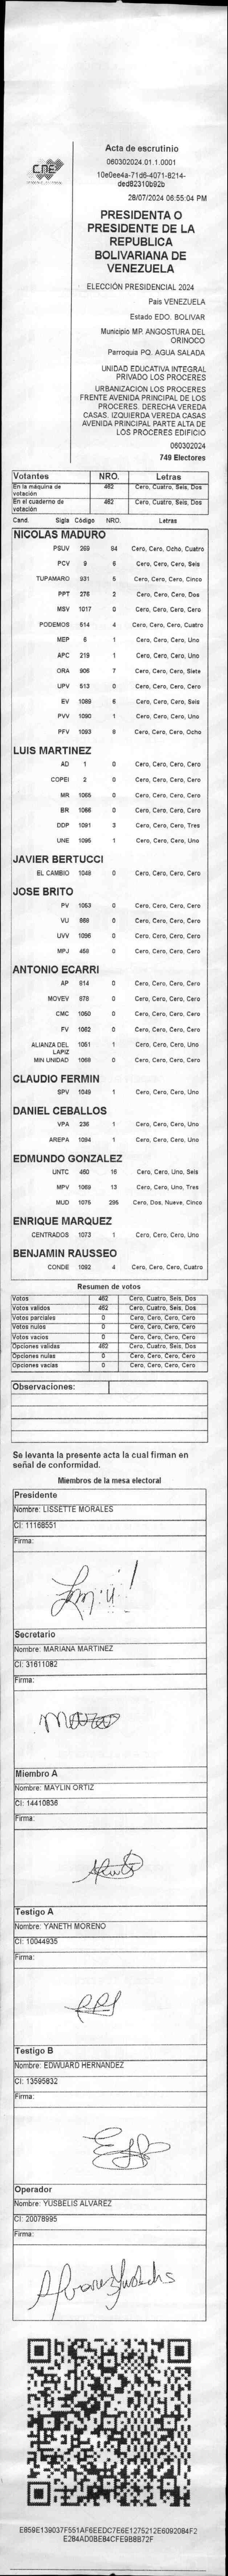 CNE
Acta de escrutinio
060302024.01.1.0001
10e0ee4a-71d6-4071-8214-
ded82310b92b
28/07/2024 06:55:04 PM
PRESIDENTA O
PRESIDENTE DE LA
REPUBLICA
BOLIVARIANA DE
VENEZUELA
ELECCIÓN PRESIDENCIAL 2024
Pais VENEZUELA
Estado EDO. BOLIVAR
Municipio MP. ANGOSTURA DEL
ORINOCO
Parroquia PQ. AGUA SALADA
UNIDAD EDUCATIVA INTEGRAL
PRIVADO LOS PROCERES
URBANIZACION LOS PROCERES
FRENTE AVENIDA PRINCIPAL DE LOS
PROCERES. DERECHA VEREDA
CASAS. IZQUIERDA VEREDA CASAS
AVENIDA PRINCIPAL PARTE ALTA DE
LOS PROCERES EDIFICIO
060302024
749 Electores
Votantes NRO. Letras
En la máquina de votación 462 Cero, Cuatro, Seis, Dos
En el cuaderno de votación 462 Cero, Cuatro, Seis, Dos
Cand. Sigla Código NRO. Letras
NICOLAS MADURO
PSUV 269 94 Cero, Cero, Ocho, Cuatro
PCV 9 6 Cero, Cero, Cero, Seis
TUPAMARO 931 5 Cero, Cero, Cero, Cinco
PPT 276 2 Cero, Cero, Cero, Dos
MSV 1017 0 Cero, Cero, Cero, Cero
PODEMOS 514 4 Cero, Cero, Cero, Cuatro
MEP 6 1 Cero, Cero, Cero, Uno
APC 219 1 Cero, Cero, Cero, Uno
ORA 906 7 Cero, Cero, Cero, Siete
UPV 513 0 Cero, Cero, Cero, Cero
EV 1089 6 Cero, Cero, Cero, Seis
PVV 1090 1 Cero, Cero, Cero, Uno
PFV 1093 8 Cero, Cero, Cero, Ocho
LUIS MARTINEZ
AD 1 0 Cero, Cero, Cero, Cero
COPEI 2 0 Cero, Cero, Cero, Cero
MR 1065 0 Cero, Cero, Cero, Cero
BR 1066 0 Cero, Cero, Cero, Cero
DDP 1091 3 Cero, Cero, Cero, Tres
UNE 1095 1 Cero, Cero, Cero, Uno
JAVIER BERTUCCI
EL CAMBIO 1048 0 Cero, Cero, Cero, Cero
JOSE BRITO
PV 1053 0 Cero, Cero, Cero, Cero
VU 868 0 Cero, Cero, Cero, Cero
UVV 1096 0 Cero, Cero, Cero, Cero
MPJ 458 0 Cero, Cero, Cero, Cero
ANTONIO ECARRI
AP 814 0 Cero, Cero, Cero, Cero
MOVEV 978 0 Cero, Cero, Cero, Cero
CMC 1050 0 Cero, Cero, Cero, Cero
FV 1062 0 Cero, Cero, Cero, Cero
ALIANZA DEL LAPIZ 1051 1 Cero, Cero, Cero, Uno
MIN UNIDAD 1068 0 Cero, Cero, Cero, Cero
CLAUDIO FERMIN
SPV 1049 1 Cero, Cero, Cero, Uno
DANIEL CEBALLOS
VPA 236 1 Cero, Cero, Cero, Uno
AREPA 1094 1 Cero, Cero, Cero, Uno
EDMUNDO GONZALEZ
UNTC 460 16 Cero, Cero, Uno, Seis
MPV 1069 13 Cero, Cero, Uno, Tres
MUD 1075 295 Cero, Dos, Nueve, Cinco
ENRIQUE MARQUEZ
CENTRADOS 1073 1 Cero, Cero, Cero, Uno
BENJAMIN RAUSSEO
CONDE 1092 4 Cero, Cero, Cero, Cuatro
Resumen de votos
Votos 462 Cero, Cuatro, Seis, Dos
Votos validos 462 Cero, Cuatro, Seis, Dos
Votos parciales 0 Cero, Cero, Cero, Cero
Votos nulos 0 Cero, Cero, Cero, Cero
Votos vacios 0 Cero, Cero, Cero, Cero
Opciones validas 462 Cero, Cuatro, Seis, Dos
Opciones nulas 0 Cero, Cero, Cero, Cero
Opciones vacias 0 Cero, Cero, Cero, Cero
Observaciones:
Se levanta la presente acta la cual firman en
señal de conformidad.
Miembros de la mesa electoral
Presidente
Nombre: LISSETTE MORALES
CI: 11168551
Firma:
Secretario
Nombre: MARIANA MARTINEZ
CI: 31611082
Firma:
Miembro A
Nombre: MAYLIN ORTIZ
CI: 14410836
Firma:
Testigo A
Nombre: YANETH MORENO
CI: 10044935
Firma:
Testigo B
Nombre: EDWUARD HERNANDEZ
CI: 13595832
Firma:
Operador
Nombre: YUSBELIS ALVAREZ
CI: 20078995
Firma:
E859E139037F551AF6EEDC7E6E1275212E6092084F2
E284AD0BE84CFE9B8B72F